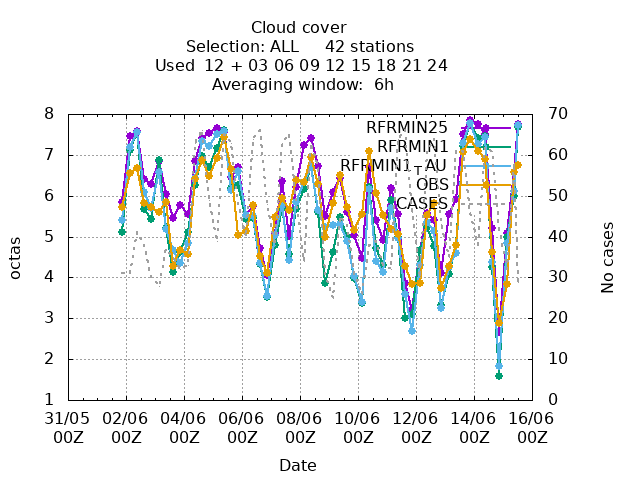 Cloud cover
Selection: ALL 42 stations
Used 12 + 03 06 09 12 15 18 21 24
Averaging window: 6h
8 70
RFRMIN25
RFRMIN1
7 60
RFRMIN1_AU
OBS
CASES
6 50
5 40
octas
No cases
4 30
3 20
2 10
1 0
31/05 02/06 04/06 06/06 08/06 10/06 12/06 14/06 16/06
00Z 00Z 00Z 00Z 00Z 00Z 00Z 00Z 00Z
Date